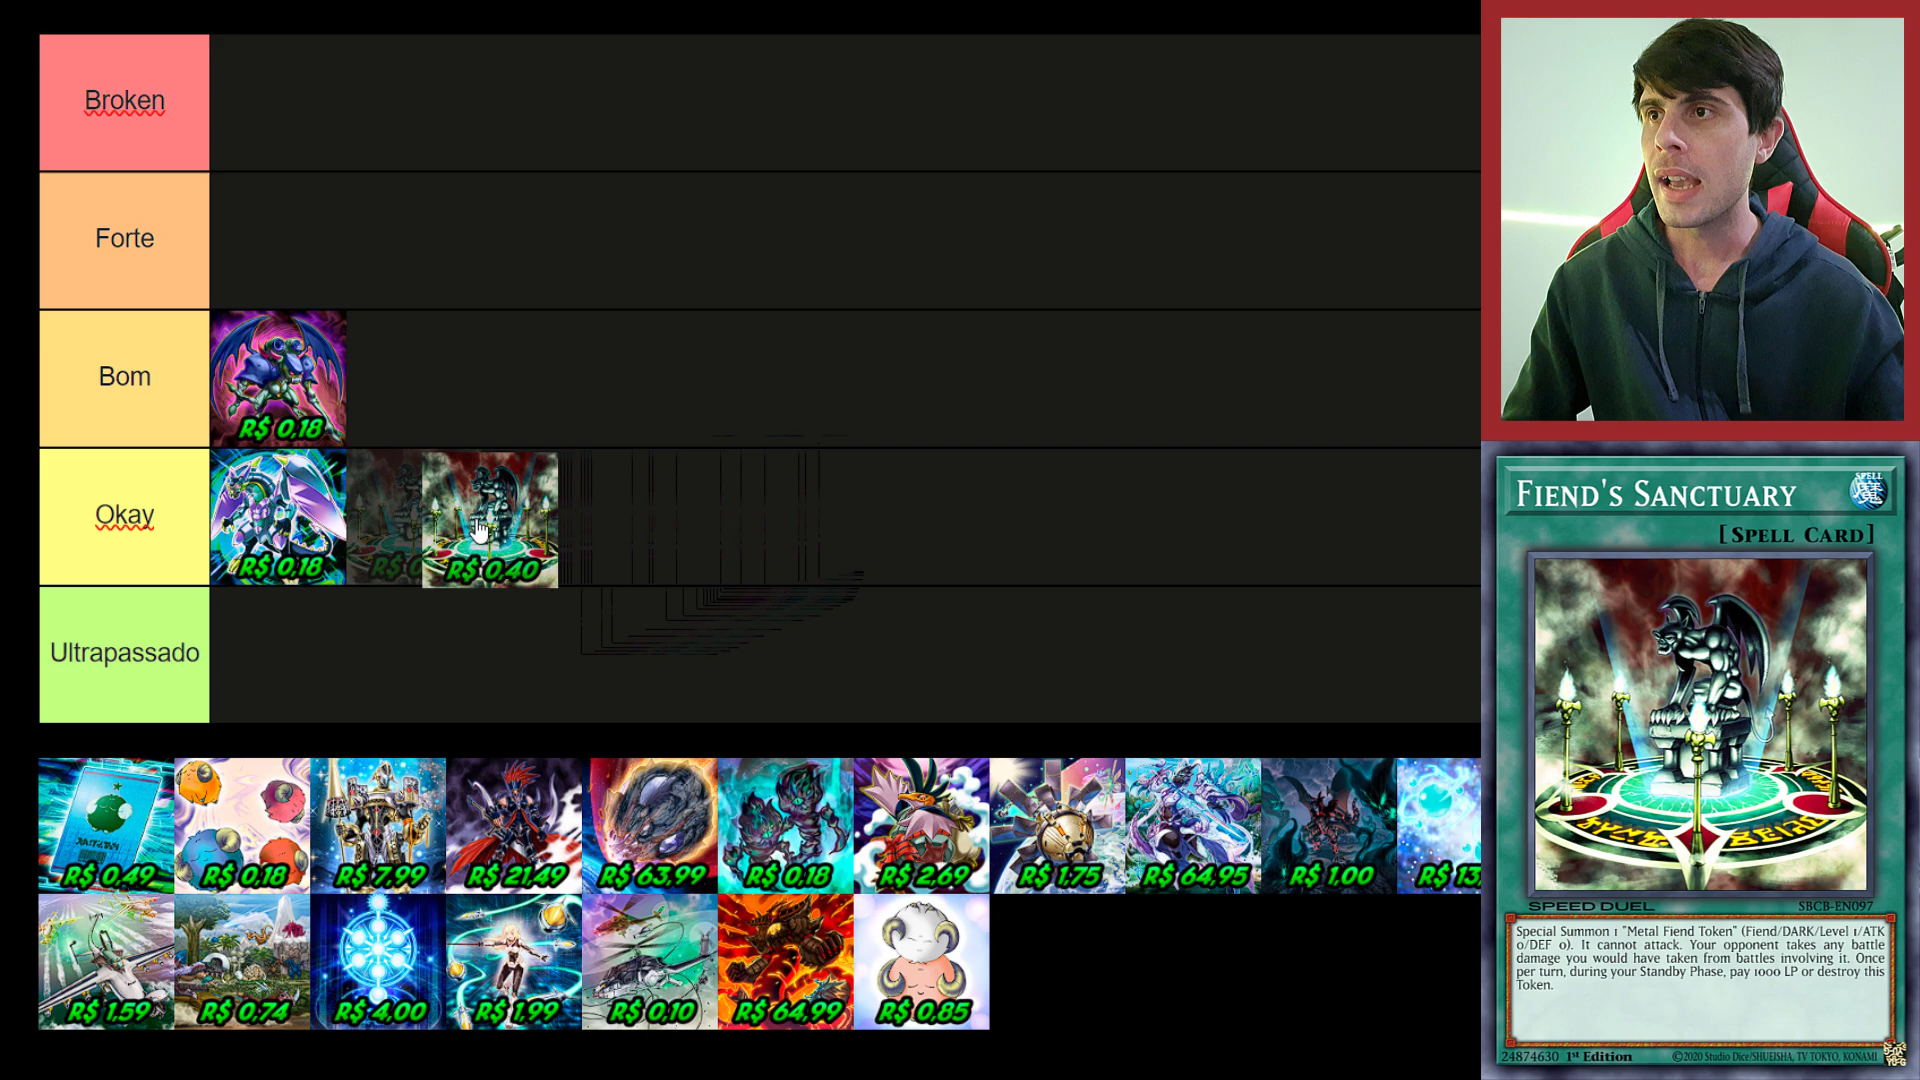 Broken
Forte
Bom
R$ 0,18
Okay
R$ 0,18
R$ 0,40
Ultrapassado
R$ 0,49
R$ 0,18
R$ 7,99
R$ 21,49
R$ 63,99
R$ 0,18
R$ 2,69
R$ 1,75
R$ 64,95
R$ 1,00
R$ 13,
R$ 1,59
R$ 0,74
R$ 4,00
R$ 1,99
R$ 0,10
R$ 64,99
R$ 0,85
FIEND'S SANCTUARY
SPELL
魔
[SPELL CARD]
SPEED DUEL
SBCB-EN097
Special Summon 1 "Metal Fiend Token" (Fiend/DARK/Level 1/ATK
0/DEF 0). It cannot attack. Your opponent takes any battle
damage you would have taken from battles involving it. Once
per turn, during your Standby Phase, pay 1000 LP or destroy this
Token.
24874630 1st Edition
©2020 Studio Dice/SHUEISHA, TV TOKYO, KONAMI